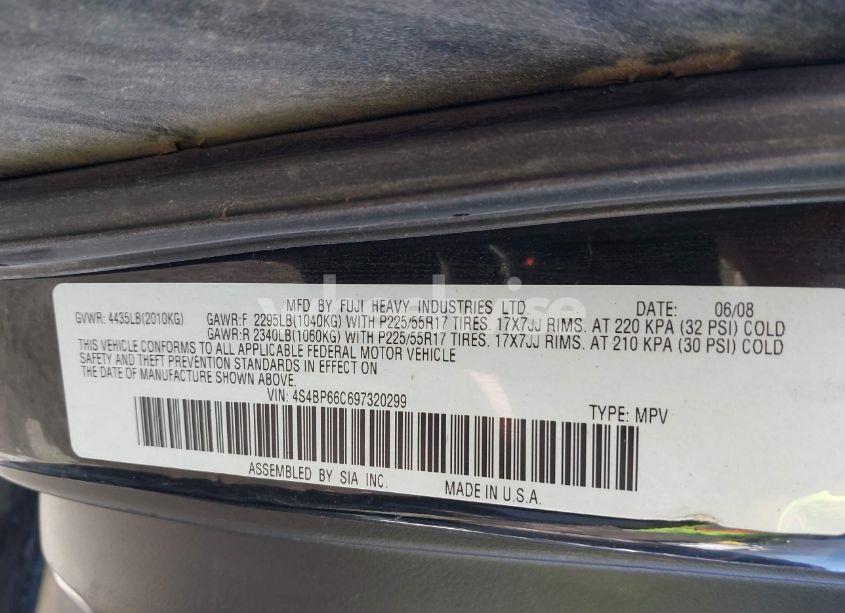 MFD BY FUJI HEAVY INDUSTRIES LTD. DATE: 06/08
GVWR: 4435LB(2010KG) GAWR:F 2295LB(1040KG) WITH P225/55R17 TIRES. 17X7JJ RIMS. AT 220 KPA (32 PSI) COLD
GAWR:R 2340LB(1060KG) WITH P225/55R17 TIRES. 17X7JJ RIMS. AT 210 KPA (30 PSI) COLD
THIS VEHICLE CONFORMS TO ALL APPLICABLE FEDERAL MOTOR VEHICLE
SAFETY AND THEFT PREVENTION STANDARDS IN EFFECT ON
THE DATE OF MANUFACTURE SHOWN ABOVE.
VIN: 4S4BP66C697320299 TYPE: MPV
ASSEMBLED BY SIA INC. MADE IN U.S.A.